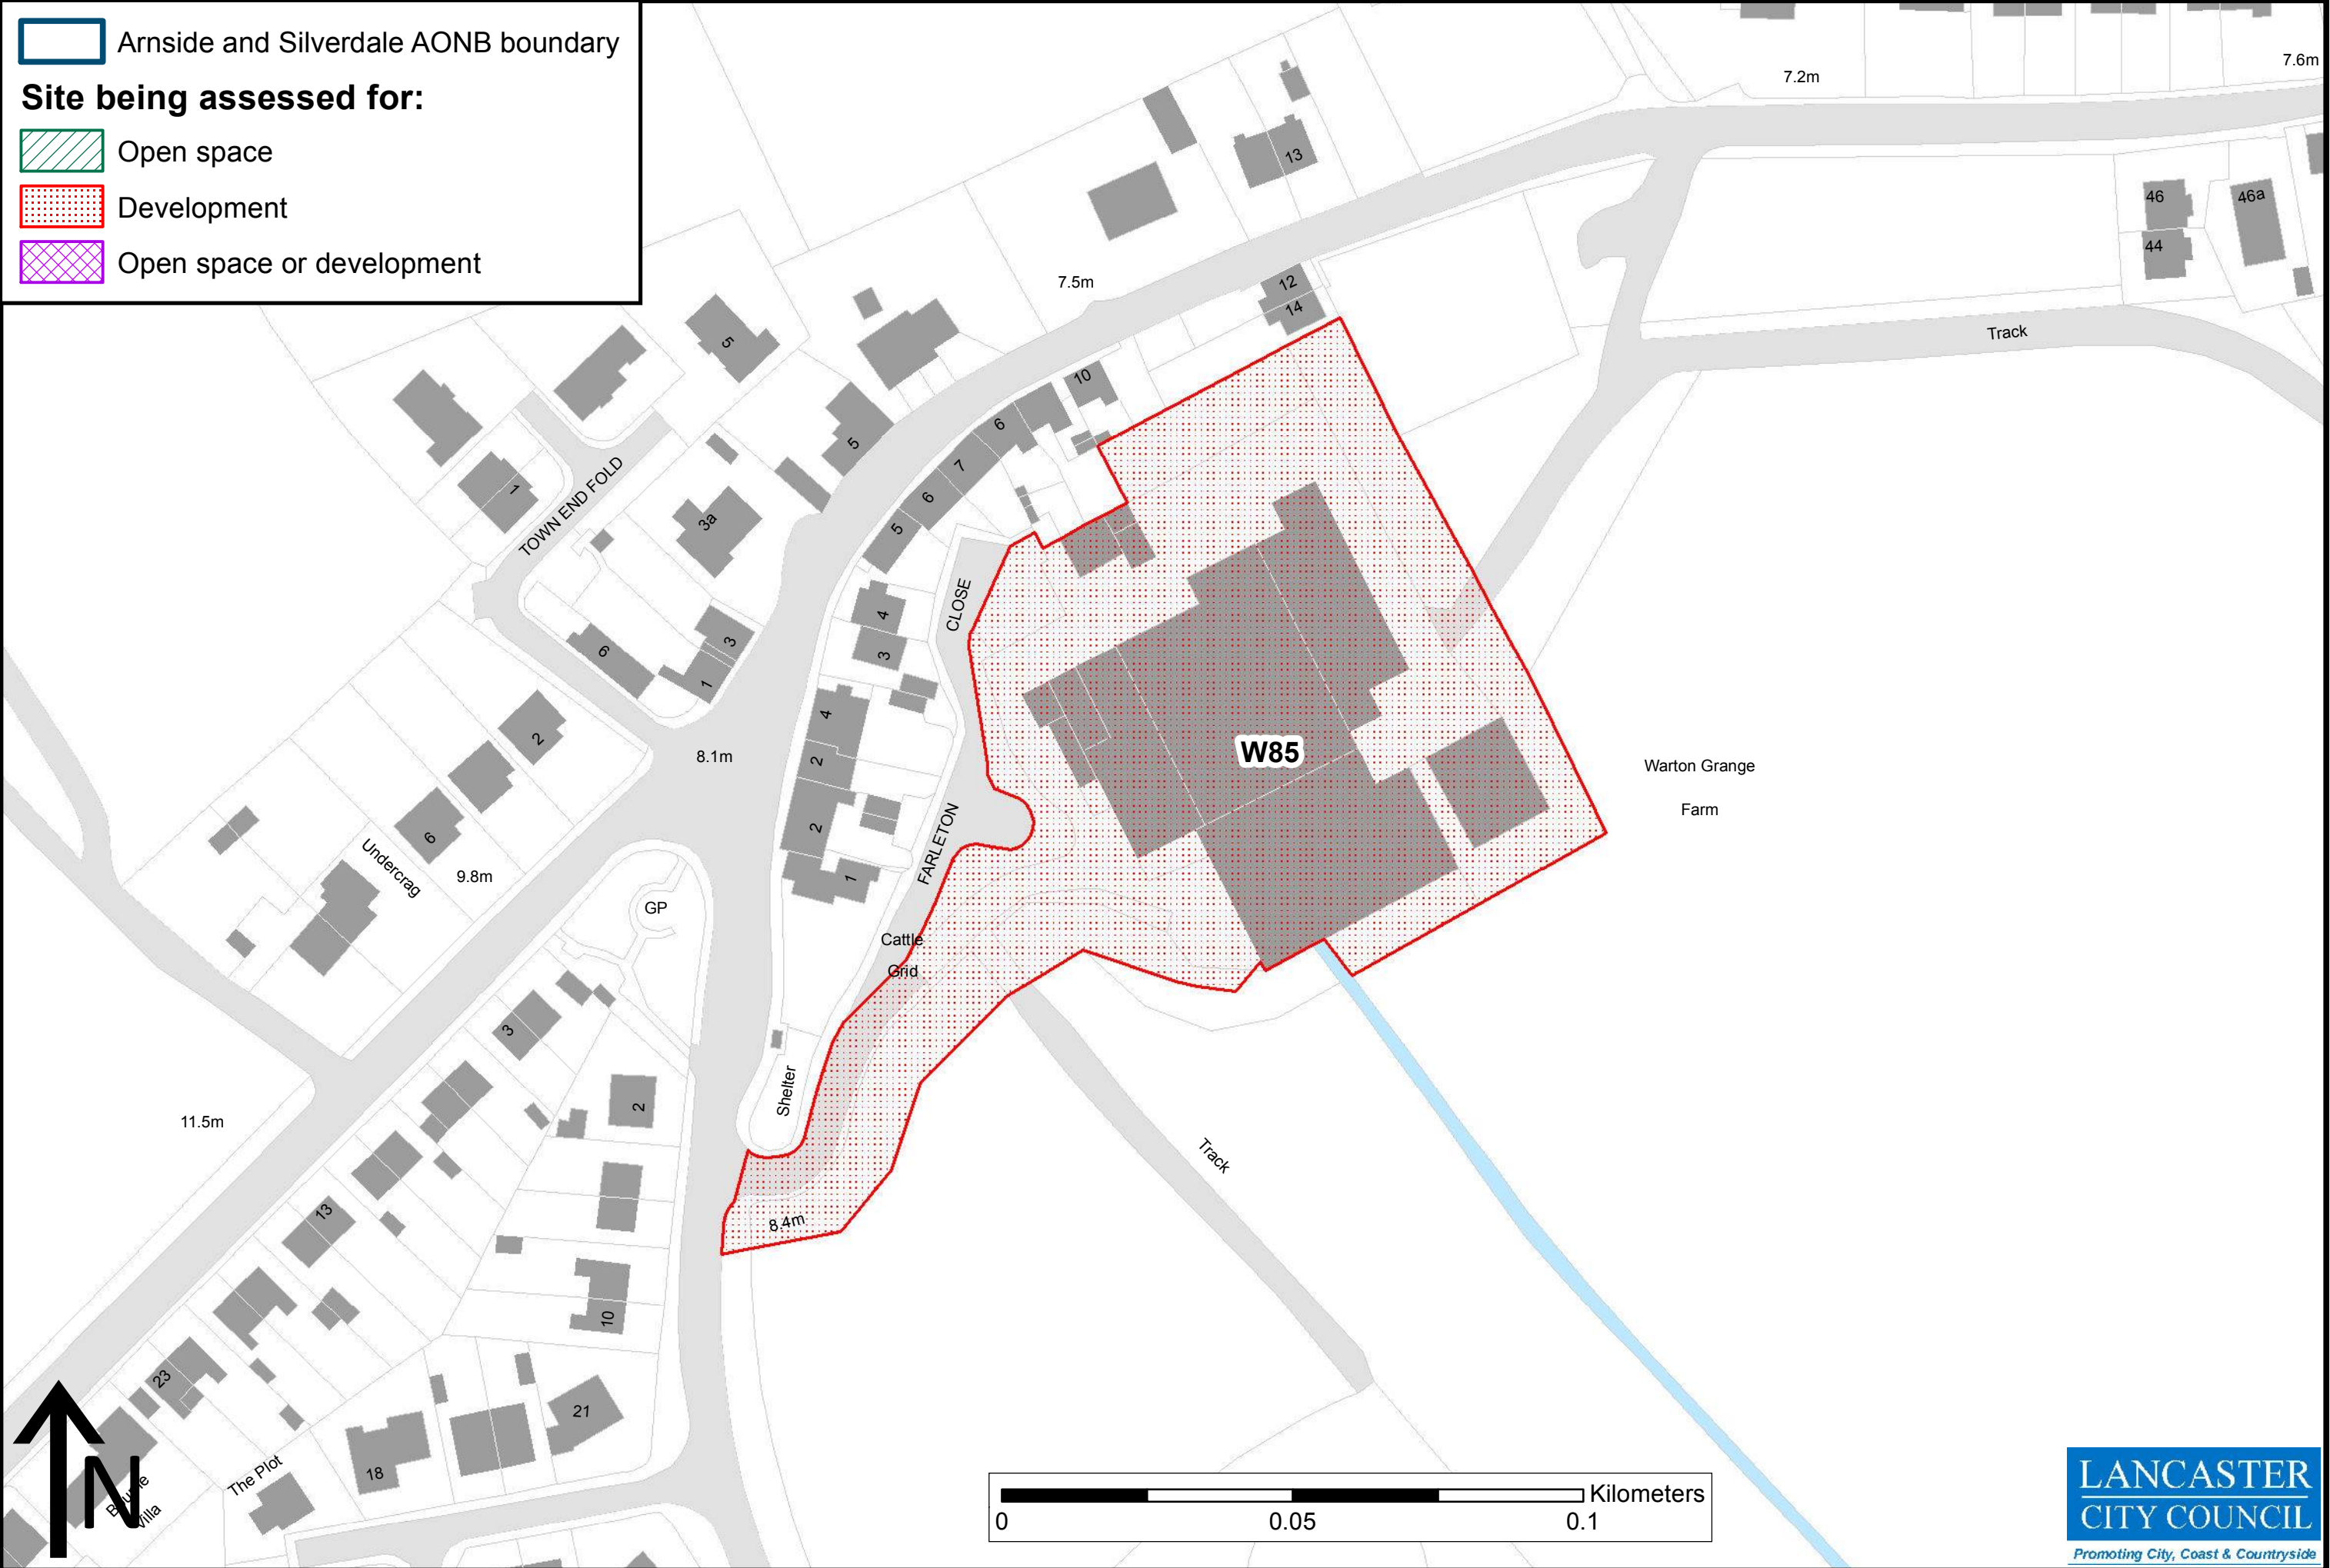 Arnside and Silverdale AONB boundary
Site being assessed for:
Open space
Development
Open space or development
7.2m
7.6m
13
46
46a
44
7.5m
12
14
Track
5
10
5
6
7
6
5
1
TOWN END FOLD
3a
CLOSE
4
3
3
6
1
4
2
2
8.1m
2
W85
Warton Grange
Farm
6
Undercrag
9.8m
FARLETON
1
GP
Cattle
Grid
3
Shelter
2
11.5m
Track
13
8.4m
10
23
21
18
The Plot
Villa
N
Kilometers
0
0.05
0.1
LANCASTER
CITY COUNCIL
Promoting City, Coast & Countryside